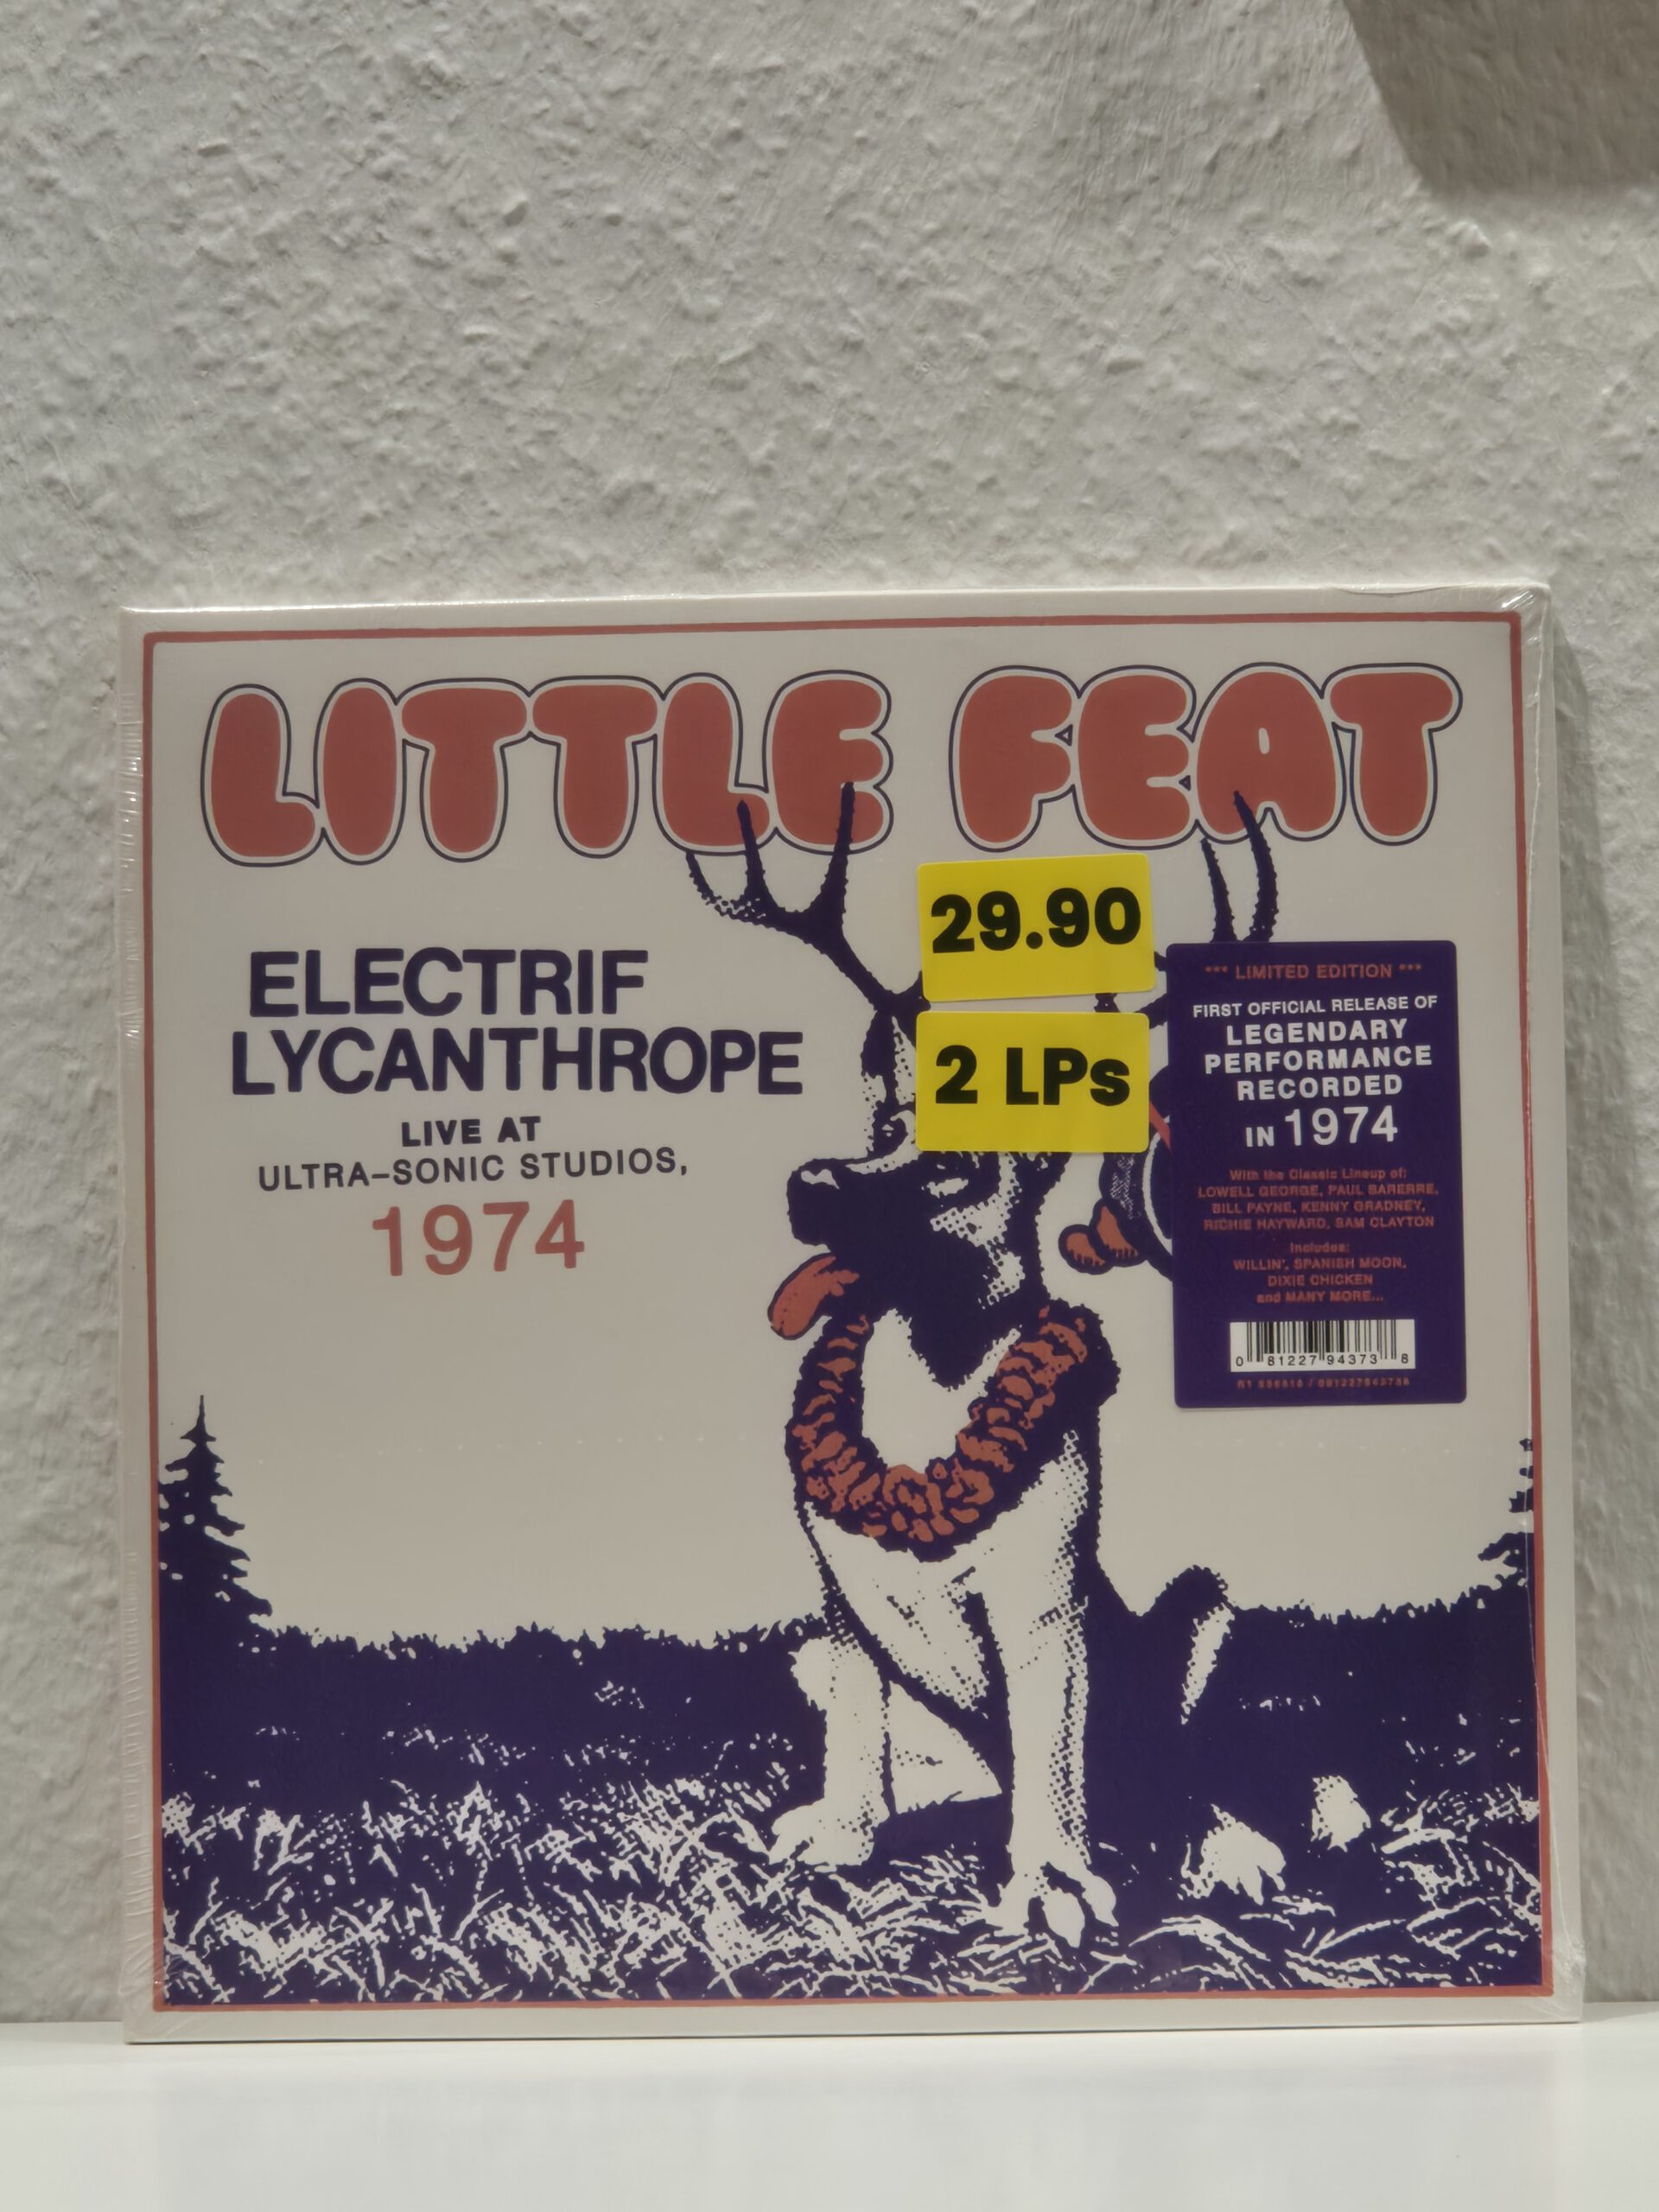 LITTLE FEAT
29.90
2 LPs
ELECTRIF
LYCANTHROPE
LIVE AT
ULTRA-SONIC STUDIOS,
1974
*** LIMITED EDITION ***
FIRST OFFICIAL RELEASE OF
LEGENDARY
PERFORMANCE
RECORDED
IN 1974
With the Classic Lineup of:
LOWELL GEORGE, PAUL BARERRE,
BILL PAYNE, KENNY GRADNEY,
RICHIE HAYWARD, SAM CLAYTON
Includes:
WILLIN', SPANISH MOON,
DIXIE CHICKEN
and MANY MORE...
0 81227 94373 8